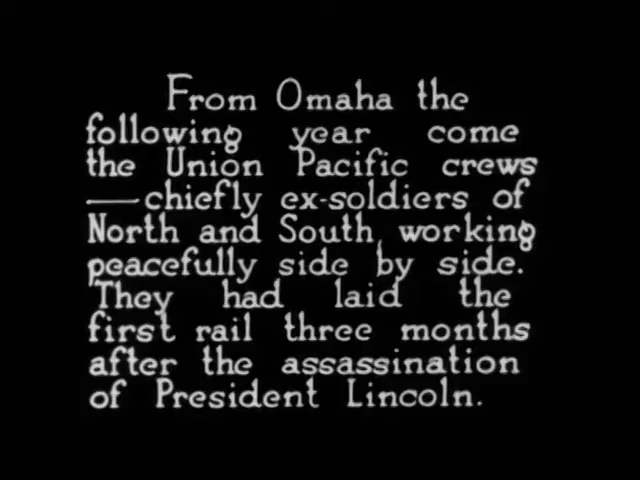 From Omaha the
following year come
the Union Pacific crews
—chiefly ex-soldiers of
North and South, working
peacefully side by side.
They had laid the
first rail three months
after the assassination
of President Lincoln.